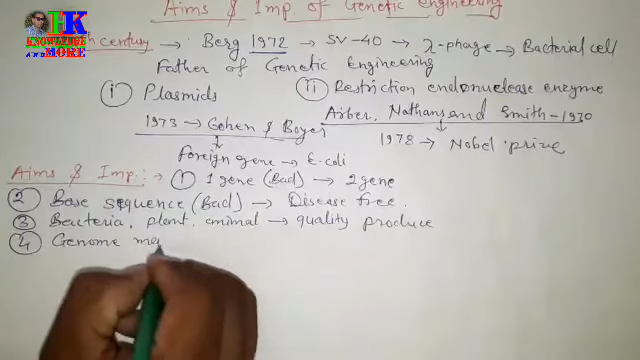 Aims & Imp. of Genetic Engineering
HK
KNOWLEDGE
AND MORE
th century → Berg 1972 → SV-40 → λ-phage → Bacterial cell
Father of Genetic Engineering
(i) Plasmids
(ii) Restriction endonuclease enzyme
1973 → Cohen & Boyer
Arber, Nathans and Smith-1970
↓
1978 → Nobel prize
↓
Foreign gene → E-coli
Aims & Imp.:→ (1) 1 gene (Bad) → 2 gene
(2) Base sequence (Bad) → Disease free.
(3) Bacteria, plant, animal → quality produce
(4) Genome